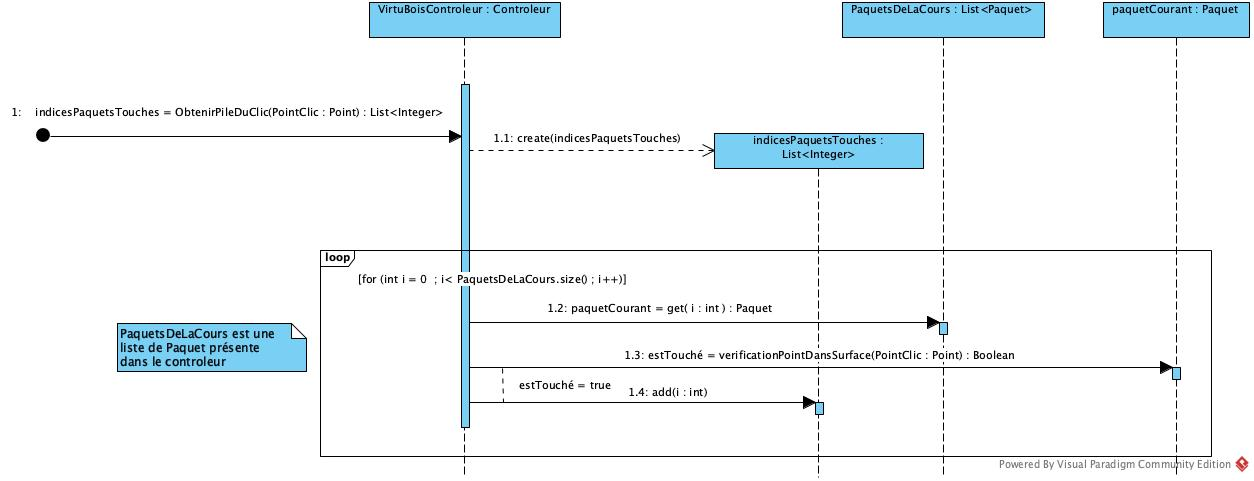 VirtuBoisControleur : Controleur
PaquetsDeLaCours : List<Paquet>
paquetCourant : Paquet
1: indicesPaquetsTouches = ObtenirPileDuClic(PointClic : Point) : List<Integer>
1.1: create(indicesPaquetsTouches)
indicesPaquetsTouches :
List<Integer>
loop
[for (int i = 0 ; i< PaquetsDeLaCours.size() ; i++)]
1.2: paquetCourant = get( i : int ) : Paquet
PaquetsDeLaCours est une
liste de Paquet présente
dans le controleur
1.3: estTouché = verificationPointDansSurface(PointClic : Point) : Boolean
estTouché = true
1.4: add(i : int)
Powered By Visual Paradigm Community Edition